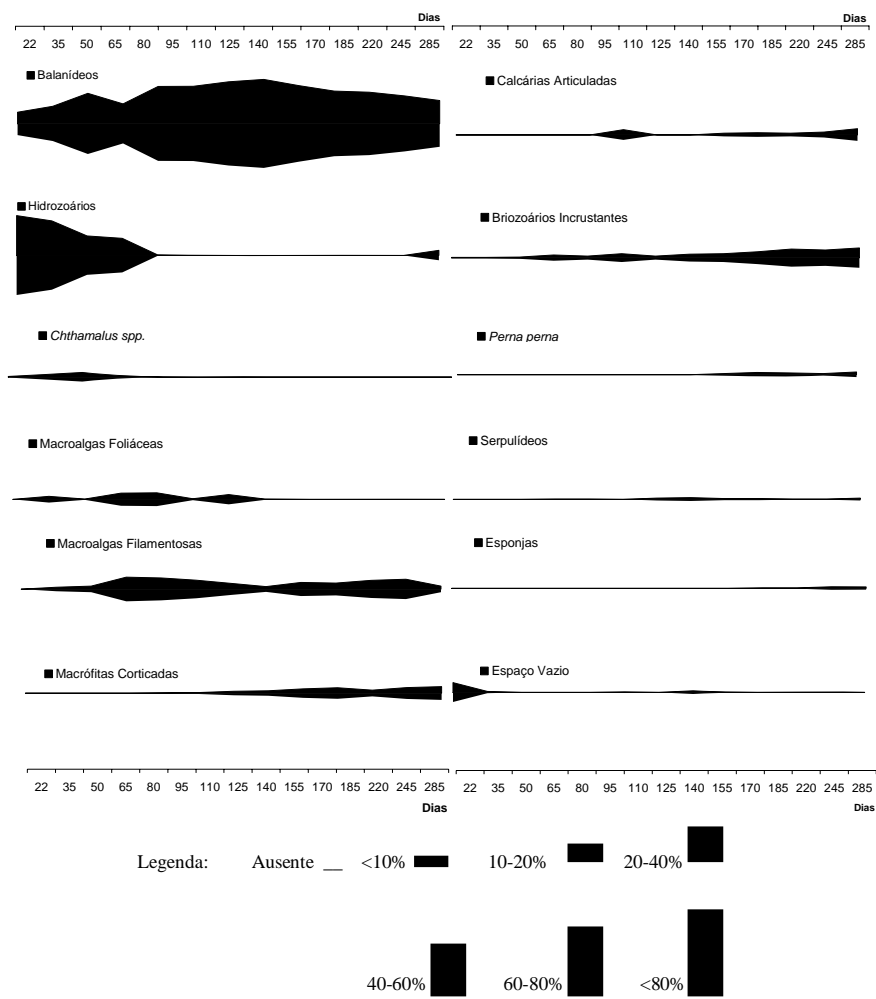 Dias
22 35 50 65 80 95 110 125 140 155 170 185 220 245 285
Balanídeos
Hidrozoários
Chthamalus spp.
Macroalgas Foliáceas
Macroalgas Filamentosas
Macrófitas Corticadas
22 35 50 65 80 95 110 125 140 155 170 185 220 245 285
Dias
Dias
22 35 50 65 80 95 110 125 140 155 170 185 220 245 285
Calcárias Articuladas
Briozoários Incrustantes
Perna perna
Serpulídeos
Esponjas
Espaço Vazio
22 35 50 65 80 95 110 125 140 155 170 185 220 245 285
Dias
Legenda: Ausente __ <10% 10-20% 20-40%
40-60% 60-80% <80%